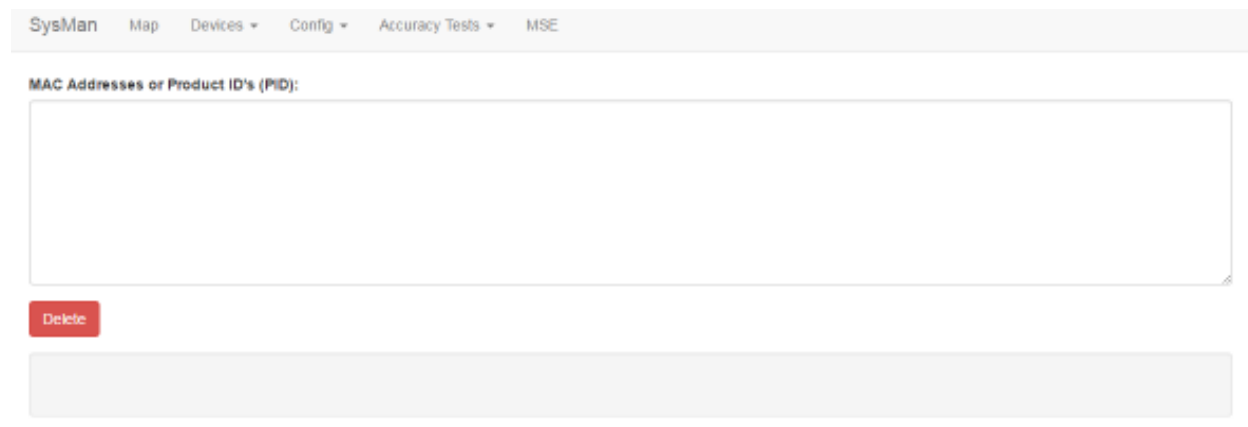 SysMan Map Devices Config Accuracy Tests MSE
MAC Addresses or Product ID's (PID):
Delete